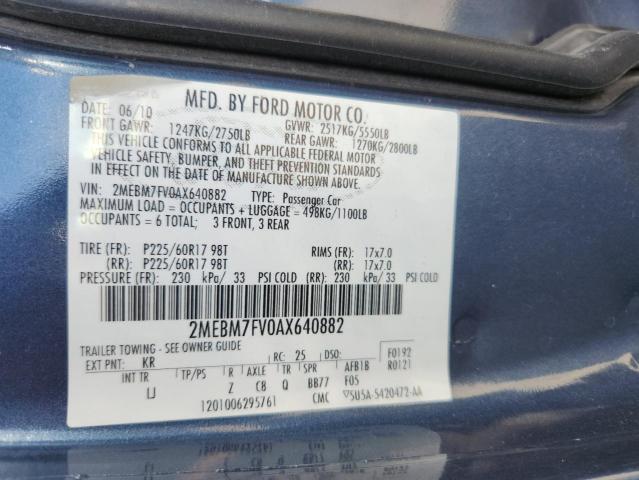 MFD. BY FORD MOTOR CO.
DATE: 06/10 GVWR: 2517KG/5550LB
FRONT GAWR: 1247KG/2750LB REAR GAWR: 1270KG/2800LB
THIS VEHICLE CONFORMS TO ALL APPLICABLE FEDERAL MOTOR
VEHICLE SAFETY, BUMPER, AND THEFT PREVENTION STANDARDS
IN EFFECT ON THE DATE OF MANUFACTURE SHOWN ABOVE.
VIN: 2MEBM7FV0AX640882 TYPE: Passenger Car
MAXIMUM LOAD = OCCUPANTS + LUGGAGE = 498KG/1100LB
OCCUPANTS = 6 TOTAL; 3 FRONT, 3 REAR
TIRE (FR): P225/60R17 98T RIMS (FR): 17x7.0
(RR): P225/60R17 98T (RR): 17x7.0
PRESSURE (FR): 230 kPa/ 33 PSI COLD (RR): 230 kPa/ 33 PSI COLD
2MEBM7FV0AX640882
TRAILER TOWING - SEE OWNER GUIDE
EXT PNT: KR RC: 25 DSO: F0192
INT TR TP/PS R AXLE TR SPR AFB1B R0121
IJ Z C8 Q BB77 F05
1201006295761 CMC ▽5U5A-5420472-AA